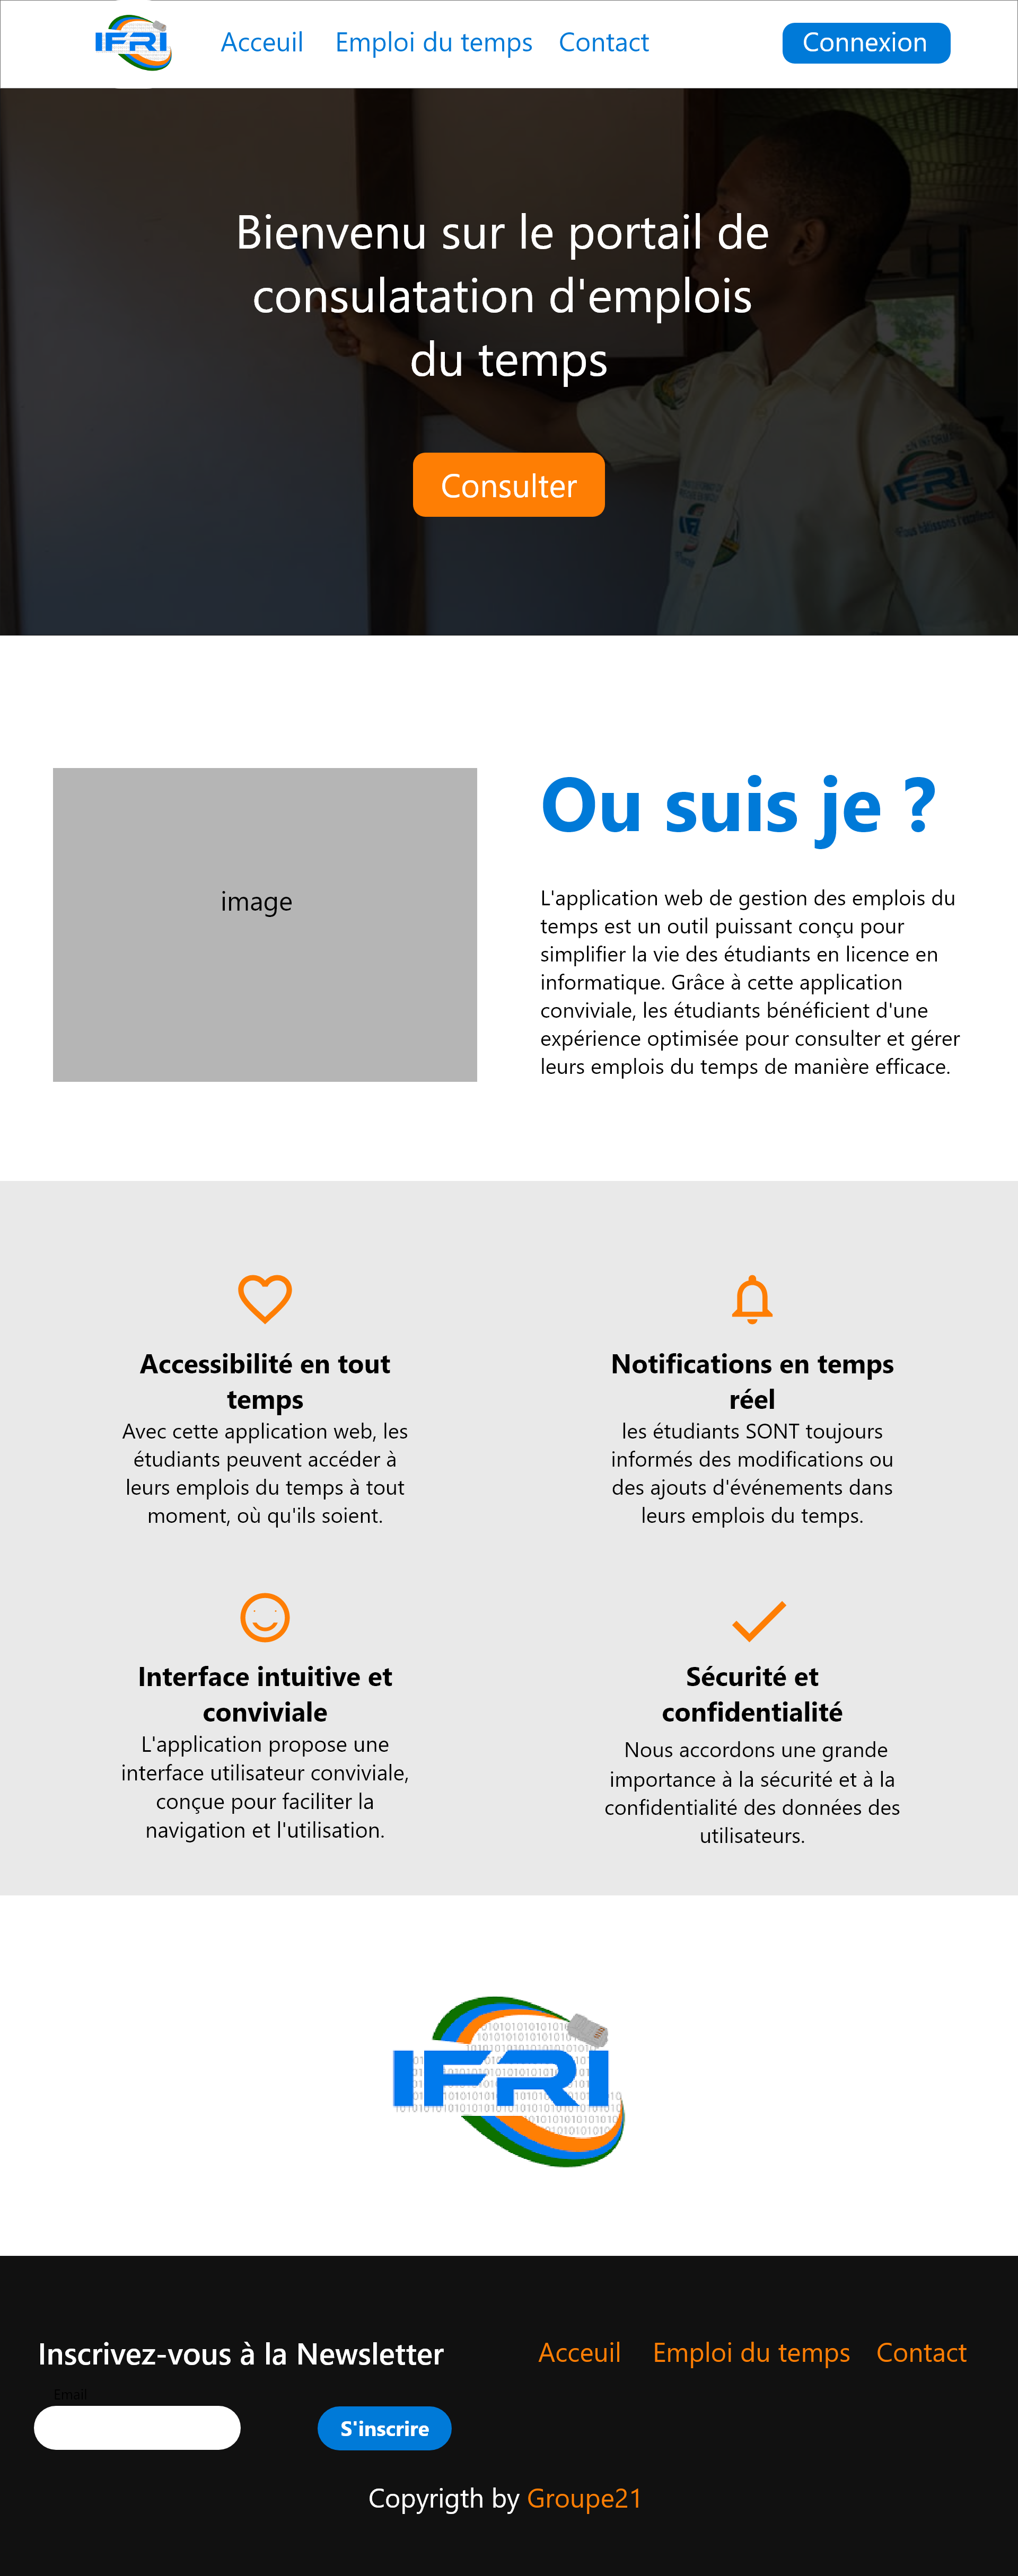 IFRI
Acceuil Emploi du temps Contact
Connexion
Bienvenu sur le portail de
consulatation d'emplois
du temps
Consulter
IFRI
image
Ou suis je ?
L'application web de gestion des emplois du
temps est un outil puissant conçu pour
simplifier la vie des étudiants en licence en
informatique. Grâce à cette application
conviviale, les étudiants bénéficient d'une
expérience optimisée pour consulter et gérer
leurs emplois du temps de manière efficace.
Accessibilité en tout
temps
Avec cette application web, les
étudiants peuvent accéder à
leurs emplois du temps à tout
moment, où qu'ils soient.
Notifications en temps
réel
les étudiants SONT toujours
informés des modifications ou
des ajouts d'événements dans
leurs emplois du temps.
Interface intuitive et
conviviale
L'application propose une
interface utilisateur conviviale,
conçue pour faciliter la
navigation et l'utilisation.
Sécurité et
confidentialité
Nous accordons une grande
importance à la sécurité et à la
confidentialité des données des
utilisateurs.
IFRI
Inscrivez-vous à la Newsletter
Email
S'inscrire
Acceuil Emploi du temps Contact
Copyrigth by Groupe21